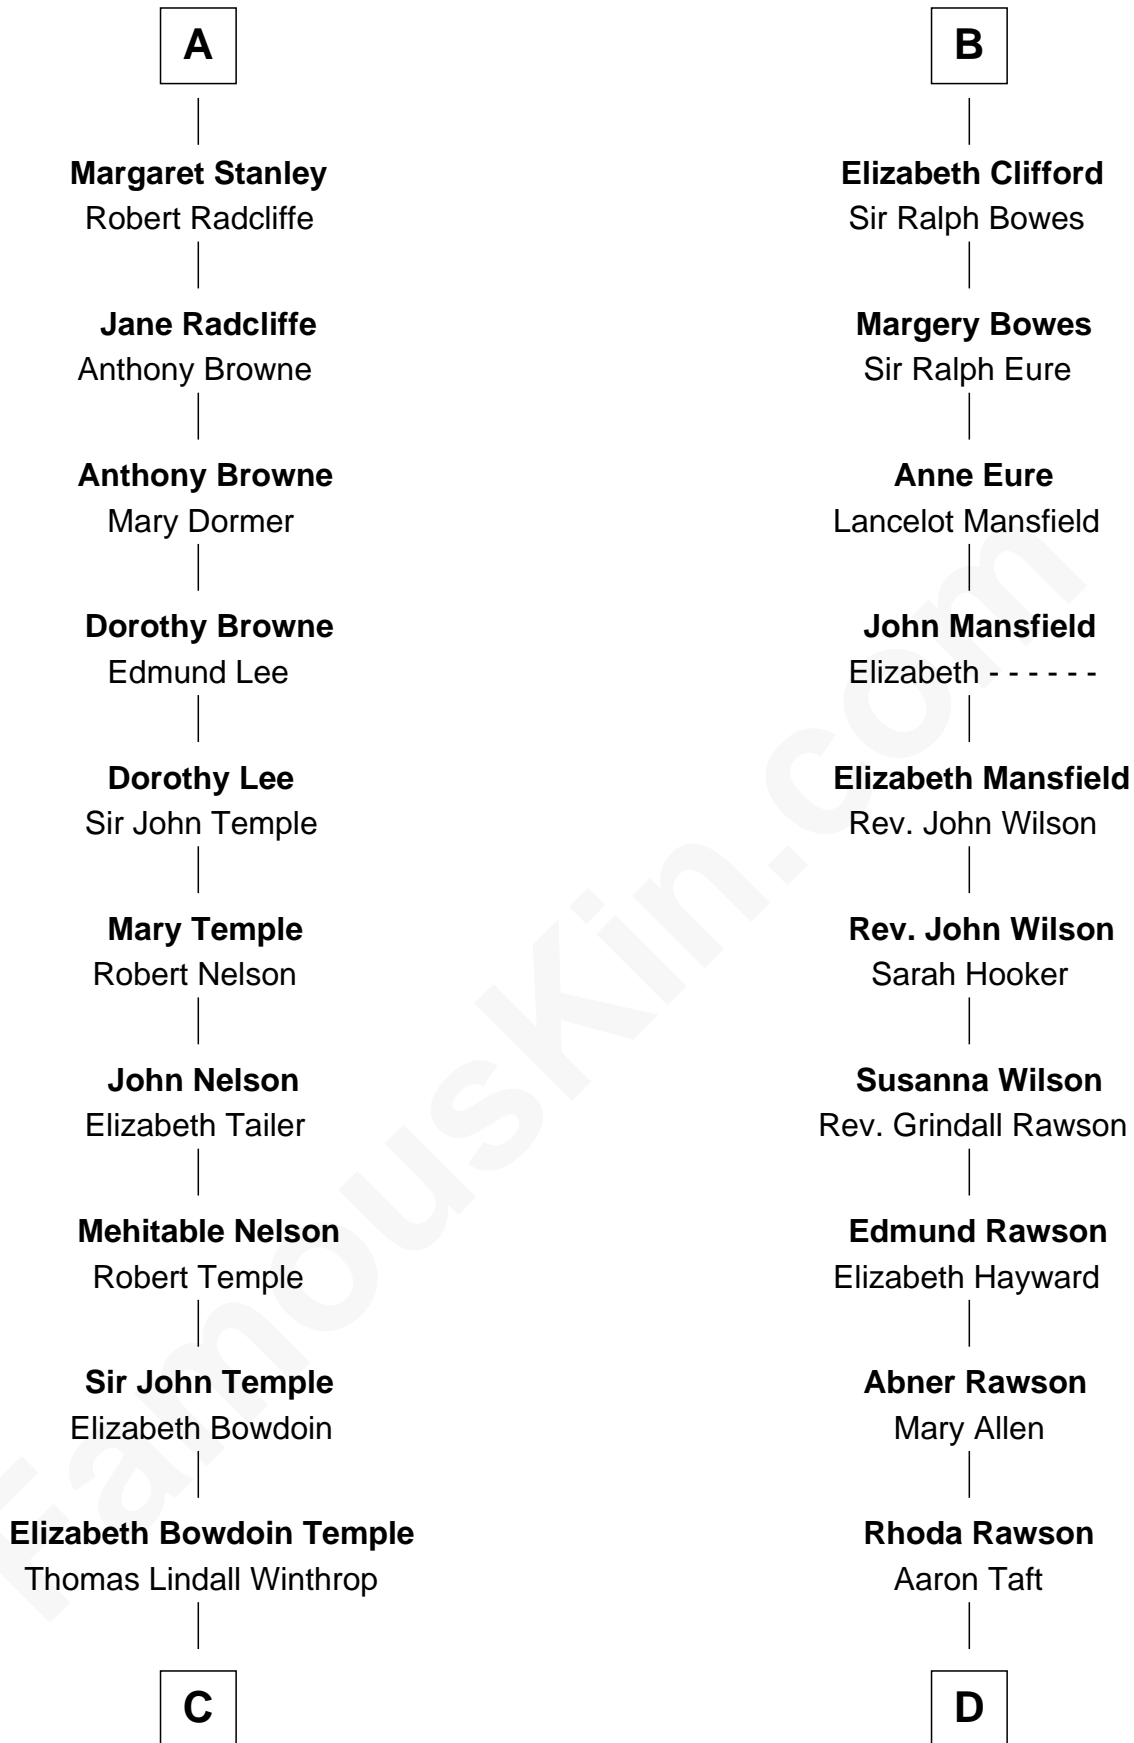 A
Margaret Stanley
Robert Radcliffe
Jane Radcliffe
Anthony Browne
Anthony Browne
Mary Dormer
Dorothy Browne
Edmund Lee
Dorothy Lee
Sir John Temple
Mary Temple
Robert Nelson
John Nelson
Elizabeth Tailer
Mehitable Nelson
Robert Temple
Sir John Temple
Elizabeth Bowdoin
Elizabeth Bowdoin Temple
Thomas Lindall Winthrop
C
B
Elizabeth Clifford
Sir Ralph Bowes
Margery Bowes
Sir Ralph Eure
Anne Eure
Lancelot Mansfield
John Mansfield
Elizabeth - - - - - -
Elizabeth Mansfield
Rev. John Wilson
Rev. John Wilson
Sarah Hooker
Susanna Wilson
Rev. Grindall Rawson
Edmund Rawson
Elizabeth Hayward
Abner Rawson
Mary Allen
Rhoda Rawson
Aaron Taft
D
FamousKin.com